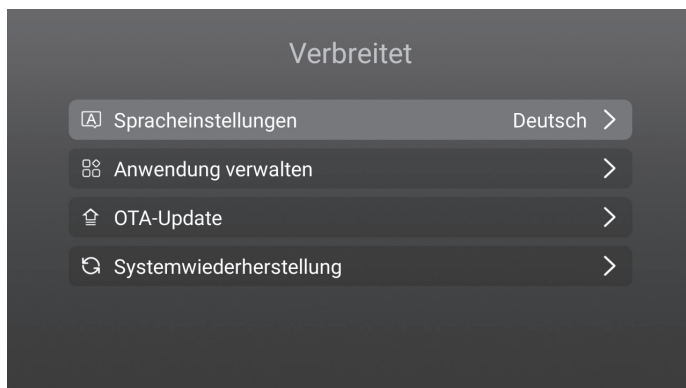 Verbreitet
Spracheinstellungen Deutsch
Anwendung verwalten
OTA-Update
Systemwiederherstellung